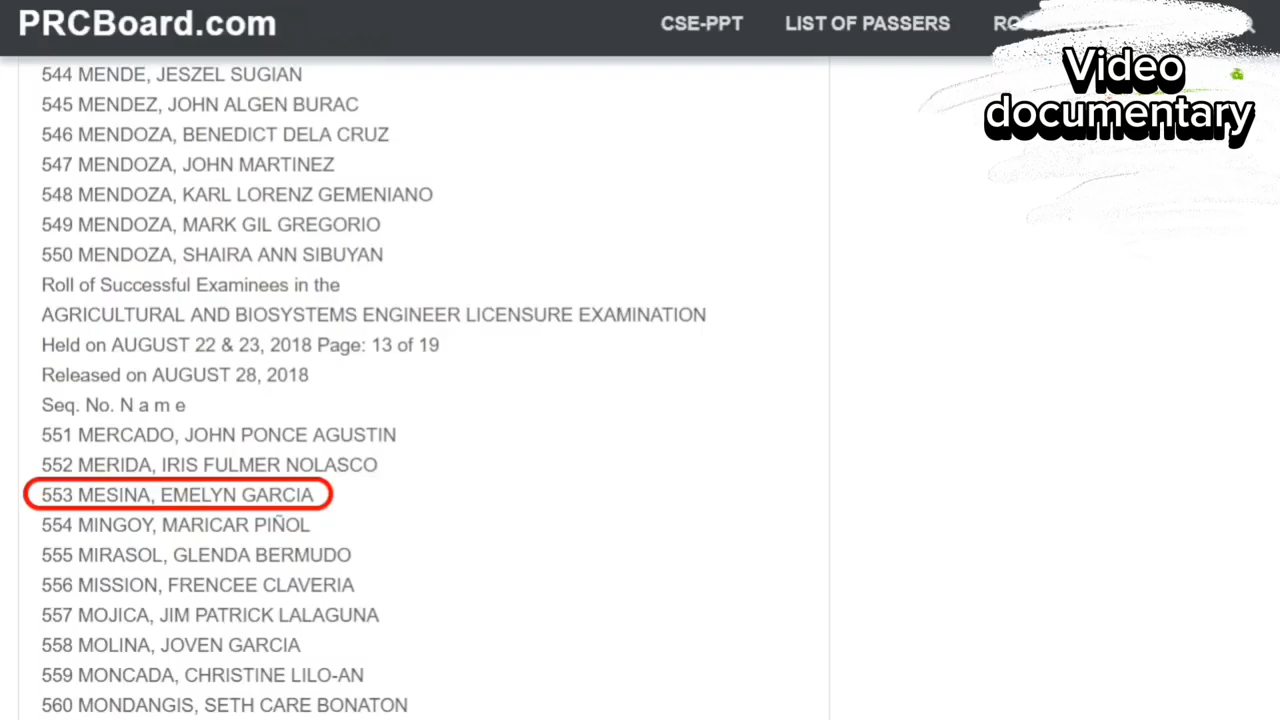 PRCBoard.com
CSE-PPT LIST OF PASSERS
Video
documentary
544 MENDE, JESZEL SUGIAN
545 MENDEZ, JOHN ALGEN BURAC
546 MENDOZA, BENEDICT DELA CRUZ
547 MENDOZA, JOHN MARTINEZ
548 MENDOZA, KARL LORENZ GEMENIANO
549 MENDOZA, MARK GIL GREGORIO
550 MENDOZA, SHAIRA ANN SIBUYAN
Roll of Successful Examinees in the
AGRICULTURAL AND BIOSYSTEMS ENGINEER LICENSURE EXAMINATION
Held on AUGUST 22 & 23, 2018 Page: 13 of 19
Released on AUGUST 28, 2018
Seq. No. N a m e
551 MERCADO, JOHN PONCE AGUSTIN
552 MERIDA, IRIS FULMER NOLASCO
553 MESINA, EMELYN GARCIA
554 MINGOY, MARICAR PIÑOL
555 MIRASOL, GLENDA BERMUDO
556 MISSION, FRENCEE CLAVERIA
557 MOJICA, JIM PATRICK LALAGUNA
558 MOLINA, JOVEN GARCIA
559 MONCADA, CHRISTINE LILO-AN
560 MONDANGIS, SETH CARE BONATON